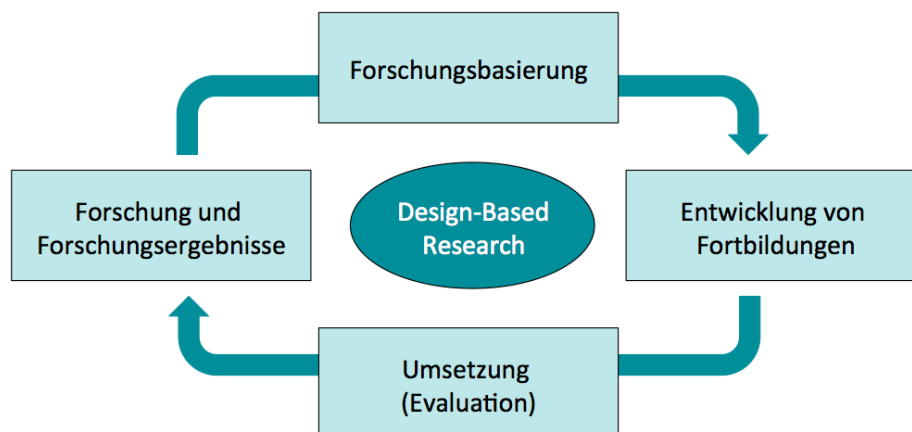 Forschungsbasierung
Forschung und
Forschungsergebnisse
Design-Based
Research
Entwicklung von
Fortbildungen
Umsetzung
(Evaluation)